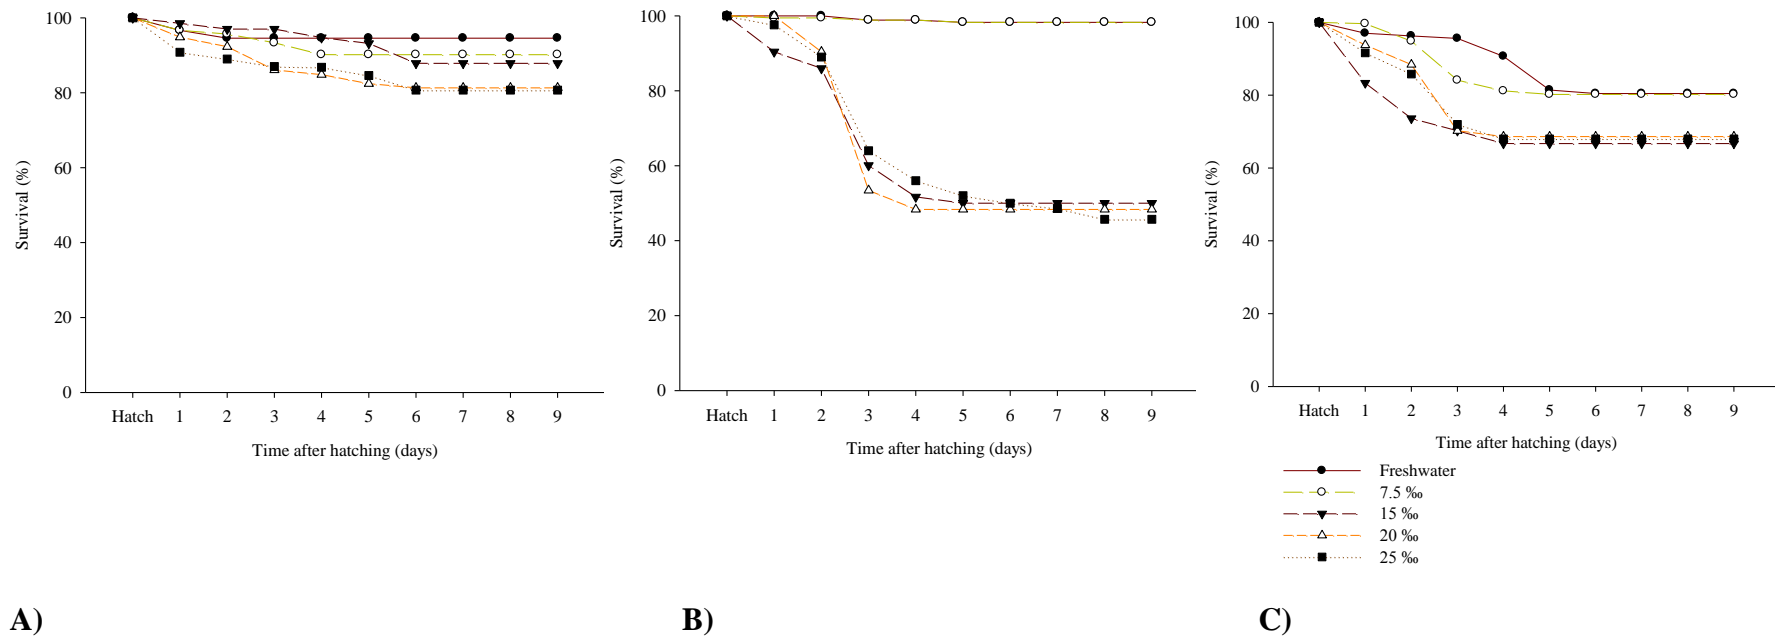 100
80
60
40
20
0
Survival (%)
Hatch 1 2 3 4 5 6 7 8 9
Time after hatching (days)
A)
100
80
60
40
20
0
Survival (%)
Hatch 1 2 3 4 5 6 7 8 9
Time after hatching (days)
B)
100
80
60
40
20
0
Survival (%)
Hatch 1 2 3 4 5 6 7 8 9
Time after hatching (days)
Freshwater
7.5 ‰
15 ‰
20 ‰
25 ‰
C)